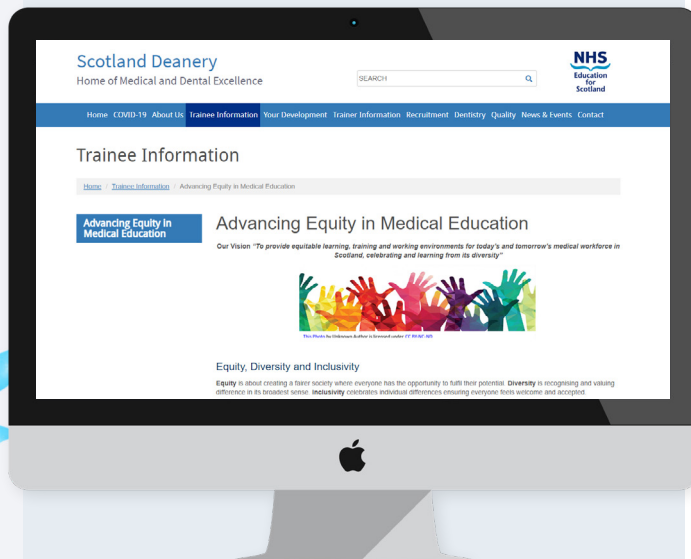 Scotland Deanery
Home of Medical and Dental Excellence
SEARCH
NHS
Education
for
Scotland
Home COVID-19 About Us Trainee Information Your Development Trainer Information Recruitment Dentistry Quality News & Events Contact
Trainee Information
Home / Trainee Information / Advancing Equity in Medical Education
Advancing Equity In
Medical Education
Advancing Equity in Medical Education
Our Vision "To provide equitable learning, training and working environments for today's and tomorrow's medical workforce in
Scotland, celebrating and learning from its diversity"
This Photo by Unknown Author is licensed under CC BY-NC-ND
Equity, Diversity and Inclusivity
Equity is about creating a fairer society where everyone has the opportunity to fulfil their potential. Diversity is recognising and valuing
difference in its broadest sense. Inclusivity celebrates individual differences ensuring everyone feels welcome and accepted.